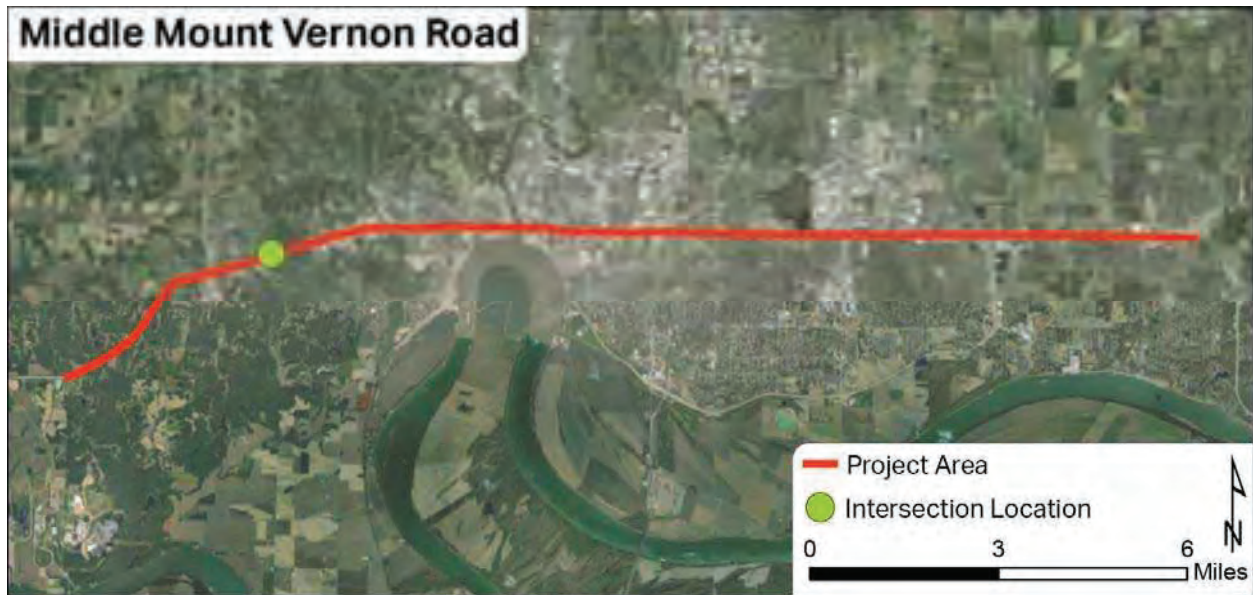 Middle Mount Vernon Road
Project Area
Intersection Location
N
0 3 6
Miles